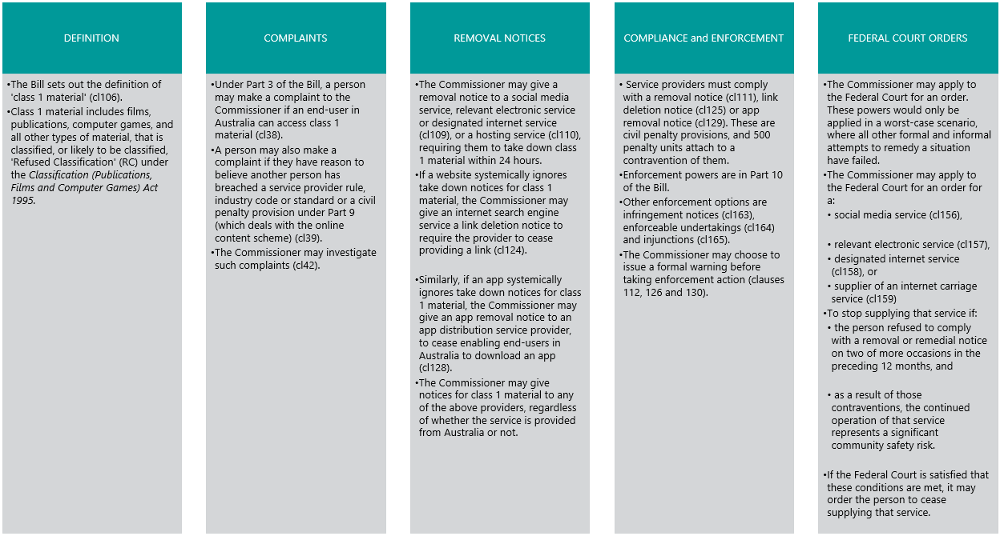 DEFINITION
•The Bill sets out the definition of
'class 1 material' (cl106).
•Class 1 material includes films,
publications, computer games, and
all other types of material, that is
classified, or likely to be classified,
'Refused Classification' (RC) under
the Classification (Publications,
Films and Computer Games) Act
1995.
COMPLAINTS
•Under Part 3 of the Bill, a person
may make a complaint to the
Commissioner if an end-user in
Australia can access class 1
material (cl38).
•A person may also make a
complaint if they have reason to
believe another person has
breached a service provider rule,
industry code or standard or a civil
penalty provision under Part 9
(which deals with the online
content scheme) (cl39).
•The Commissioner may investigate
such complaints (cl42).
REMOVAL NOTICES
•The Commissioner may give a
removal notice to a social media
service, relevant electronic service
or designated internet service
(cl109), or a hosting service (cl110),
requiring them to take down class
1 material within 24 hours.
•If a website systemically ignores
take down notices for class 1
material, the Commissioner may
give an internet search engine
service a link deletion notice to
require the provider to cease
providing a link (cl124).
•Similarly, if an app systemically
ignores take down notices for class
1 material, the Commissioner may
give an app removal notice to an
app distribution service provider,
to cease enabling end-users in
Australia to download an app
(cl128).
•The Commissioner may give
notices for class 1 material to any
of the above providers, regardless
of whether the service is provided
from Australia or not.
COMPLIANCE and ENFORCEMENT
• Service providers must comply
with a removal notice (cl111), link
deletion notice (cl125) or app
removal notice (cl129). These are
civil penalty provisions, and 500
penalty units attach to a
contravention of them.
•Enforcement powers are in Part 10
of the Bill.
•Other enforcement options are
infringement notices (cl163),
enforceable undertakings (cl164)
and injunctions (cl165).
•The Commissioner may choose to
issue a formal warning before
taking enforcement action (clauses
112, 126 and 130).
FEDERAL COURT ORDERS
•The Commissioner may apply to
the Federal Court for an order.
These powers would only be
applied in a worst-case scenario,
where all other formal and informal
attempts to remedy a situation
have failed.
•The Commissioner may apply to
the Federal Court for an order for
a:
• social media service (cl156),
• relevant electronic service (cl157),
• designated internet service
(cl158), or
• supplier of an internet carriage
service (cl159)
•To stop supplying that service if:
• the person refused to comply
with a removal or remedial notice
on two of more occasions in the
preceding 12 months, and
• as a result of those
contraventions, the continued
operation of that service
represents a significant
community safety risk.
•If the Federal Court is satisfied that
these conditions are met, it may
order the person to cease
supplying that service.